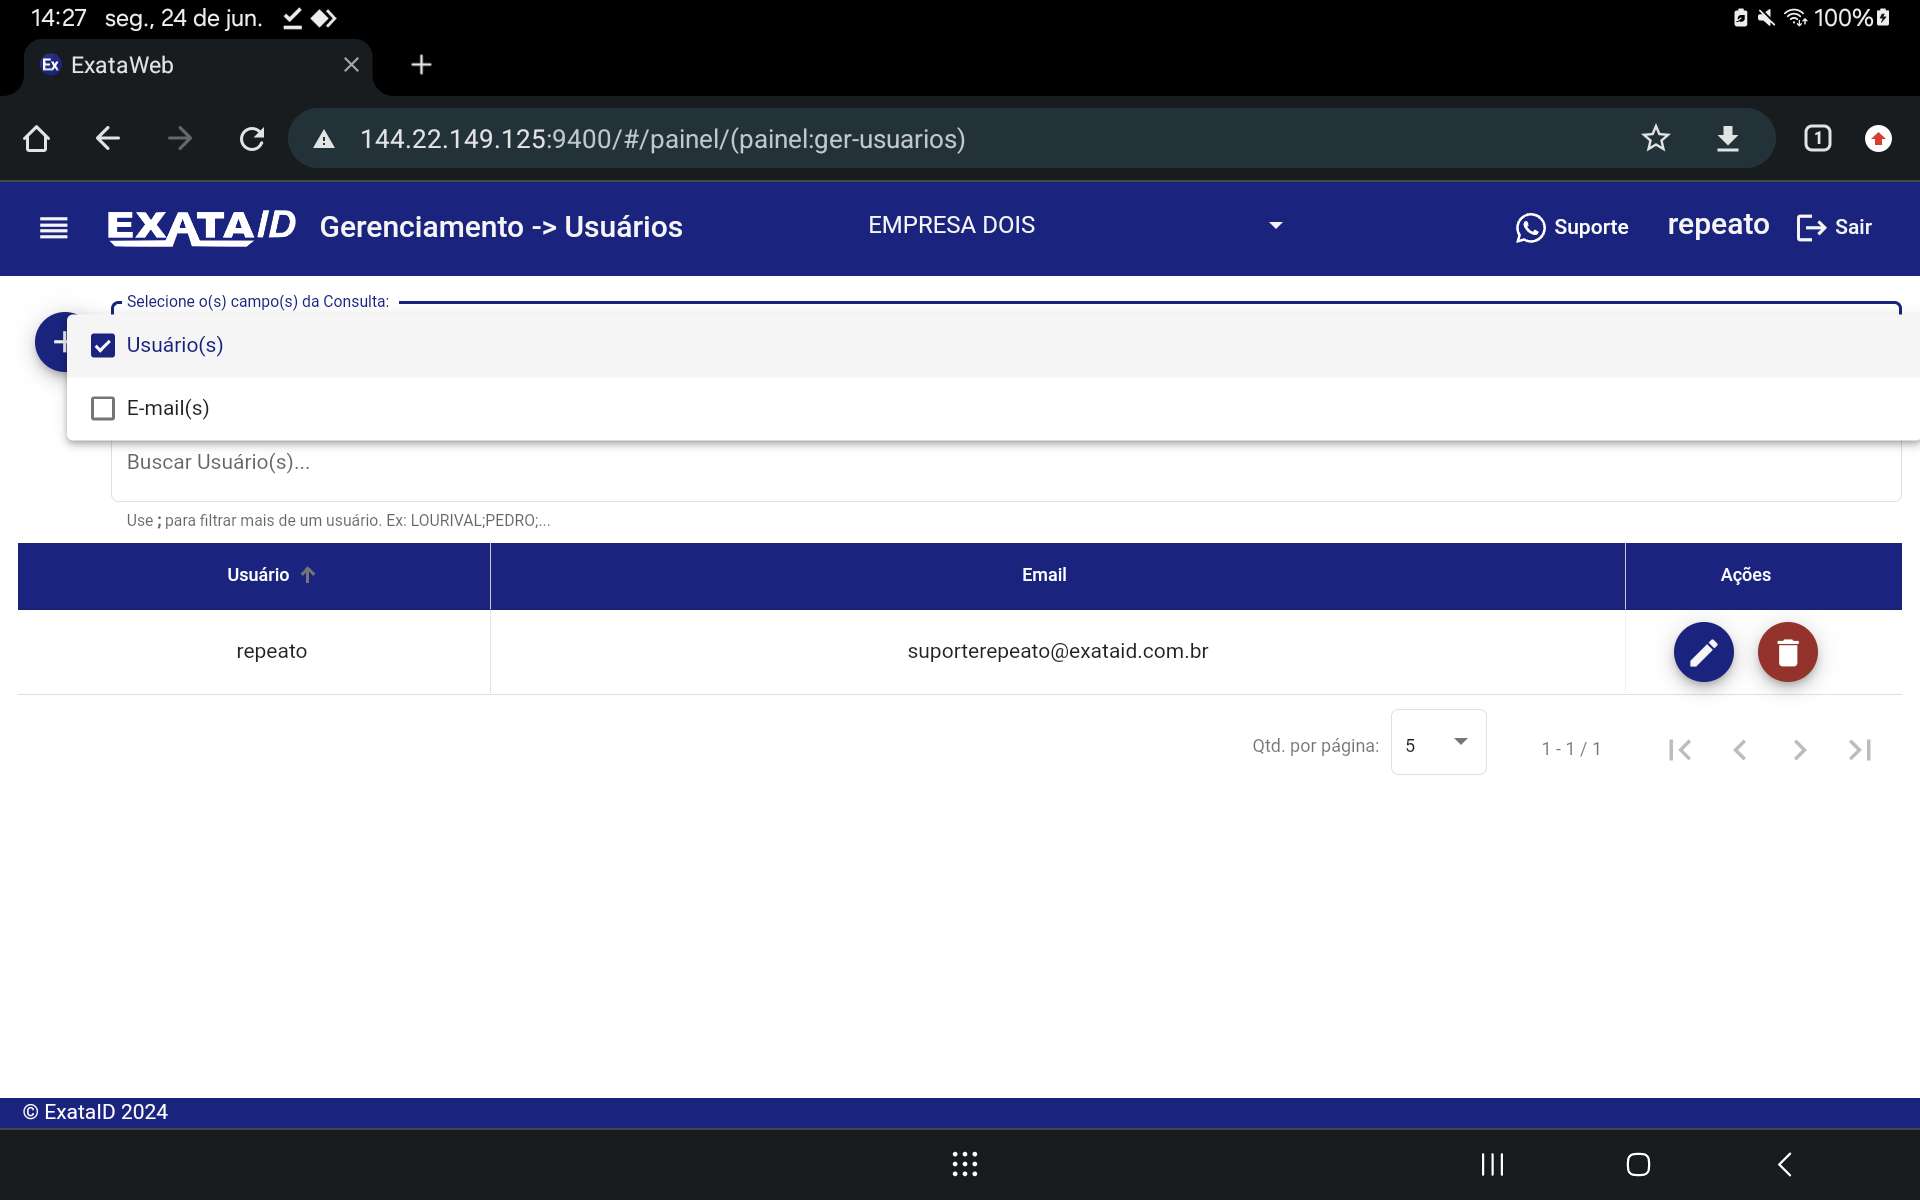 14:27 seg., 24 de jun. 100%
Ex ExataWeb
144.22.149.125:9400/#/painel/(painel:ger-usuarios) 1
EXATAID Gerenciamento -> Usuários EMPRESA DOIS Suporte repeato Sair
Selecione o(s) campo(s) da Consulta:
Usuário(s)
E-mail(s)
Buscar Usuário(s)...
Use ; para filtrar mais de um usuário. Ex: LOURIVAL;PEDRO;...
Usuário Email Ações
repeato suporterepeato@exataid.com.br
Qtd. por página: 5 1 - 1 / 1
© ExataID 2024